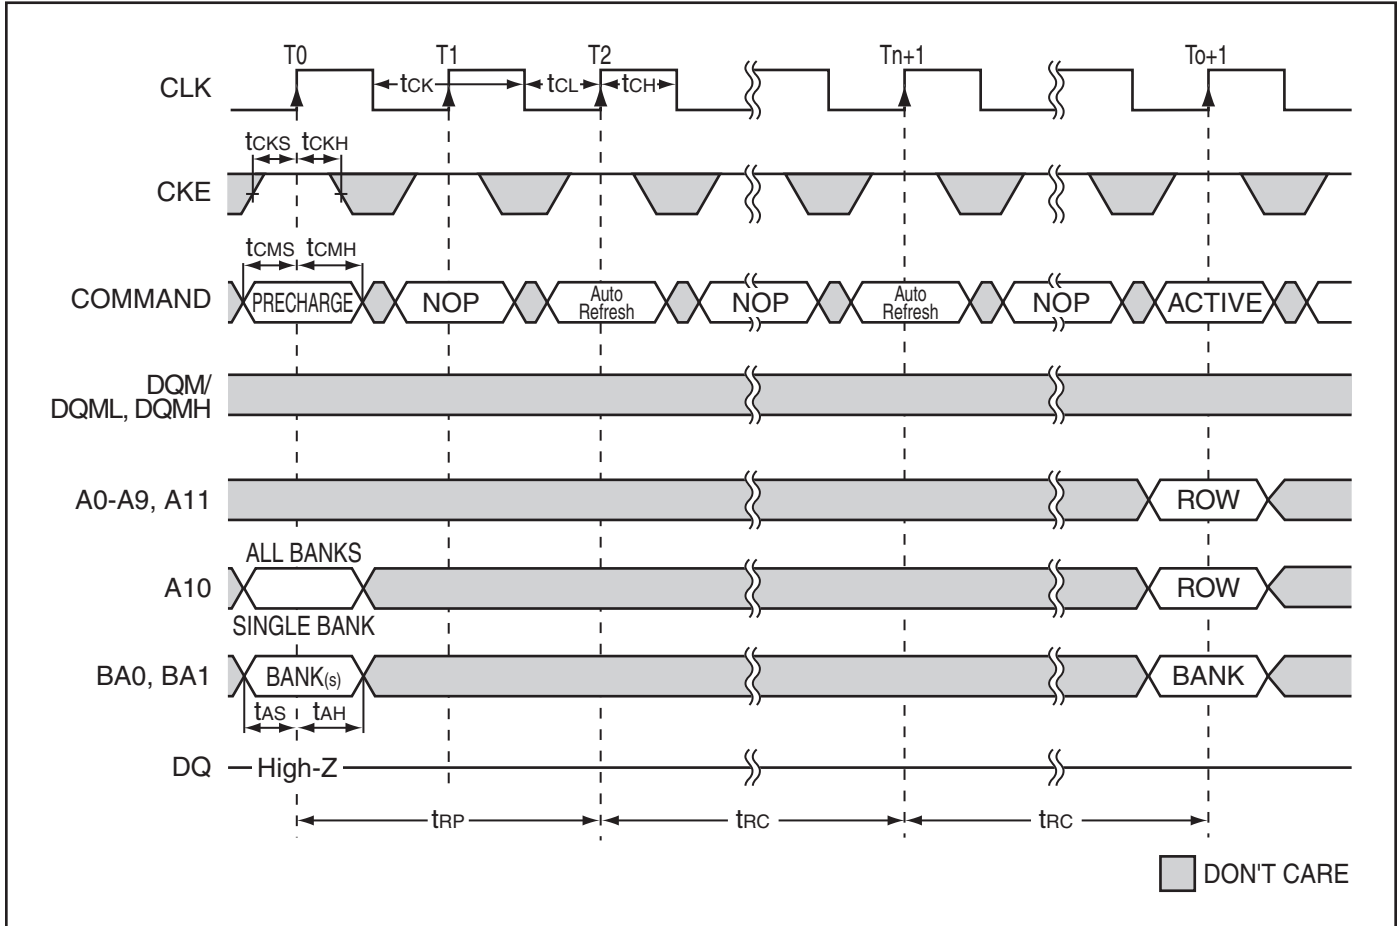 T0 T1 T2 Tn+1 To+1
CLK tCK tCL tCH
tCKS tCKH
CKE
tCMS tCMH
COMMAND PRECHARGE NOP Auto Refresh NOP Auto Refresh NOP ACTIVE
DQM/
DQML, DQMH
A0-A9, A11 ROW
ALL BANKS
A10 ROW
SINGLE BANK
BA0, BA1 BANK(s) BANK
tAS tAH
DQ High-Z
tRP tRC tRC
DON'T CARE